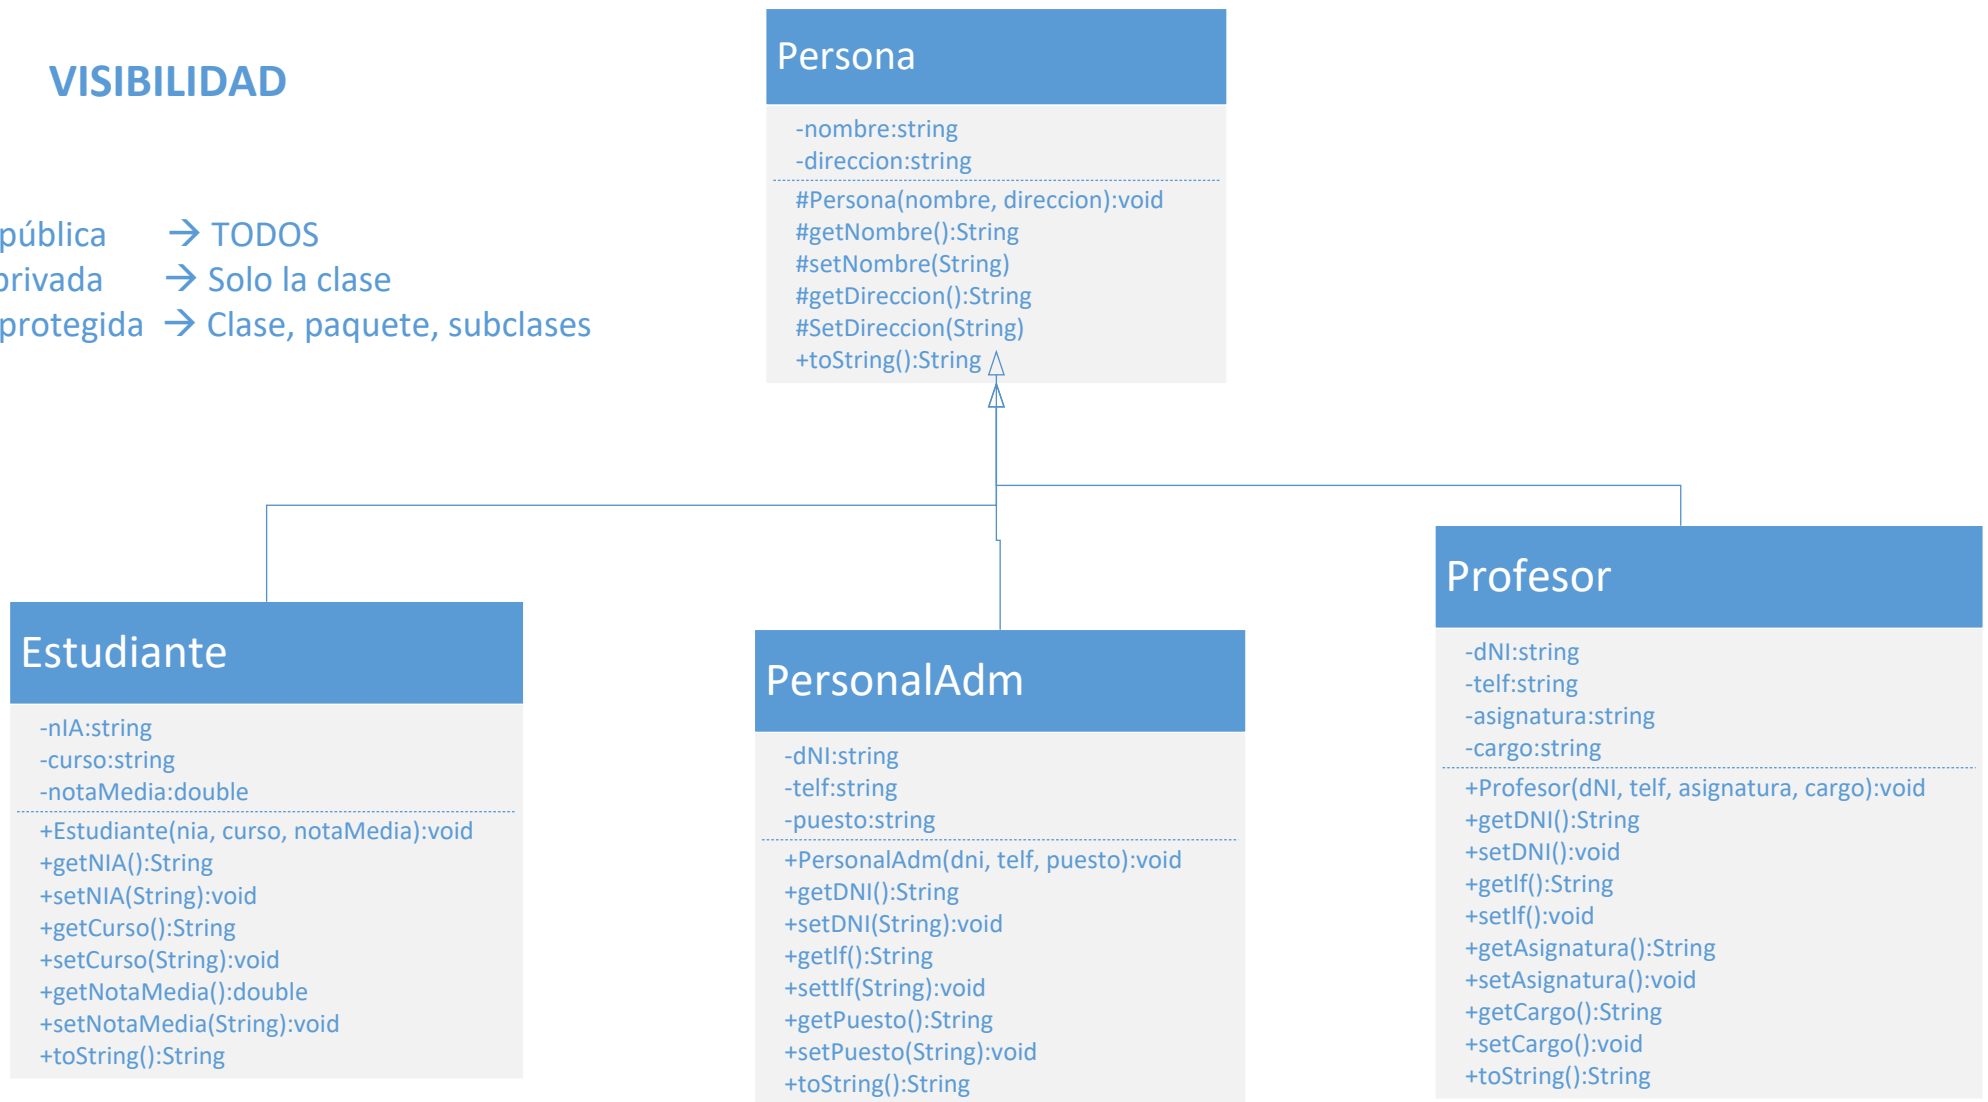 VISIBILIDAD
pública → TODOS
privada → Solo la clase
protegida → Clase, paquete, subclases
Persona
-nombre:string
-direccion:string
#Persona(nombre, direccion):void
#getNombre():String
#setNombre(String)
#getDireccion():String
#SetDireccion(String)
+toString():String
Estudiante
-nIA:string
-curso:string
-notaMedia:double
+Estudiante(nia, curso, notaMedia):void
+getNIA():String
+setNIA(String):void
+getCurso():String
+setCurso(String):void
+getNotaMedia():double
+setNotaMedia(String):void
+toString():String
PersonalAdm
-dNI:string
-telf:string
-puesto:string
+PersonalAdm(dni, telf, puesto):void
+getDNI():String
+setDNI(String):void
+getlf():String
+settlf(String):void
+getPuesto():String
+setPuesto(String):void
+toString():String
Profesor
-dNI:string
-telf:string
-asignatura:string
-cargo:string
+Profesor(dNI, telf, asignatura, cargo):void
+getDNI():String
+setDNI():void
+getlf():String
+setlf():void
+getAsignatura():String
+setAsignatura():void
+getCargo():String
+setCargo():void
+toString():String